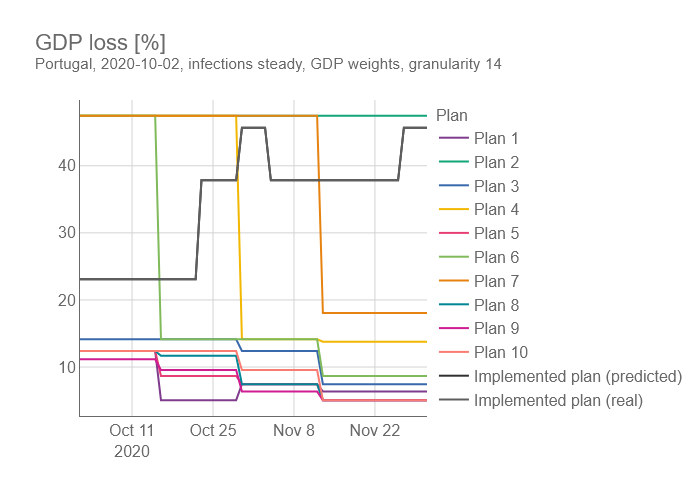 GDP loss [%]
Portugal, 2020-10-02, infections steady, GDP weights, granularity 14
Plan
Plan 1
Plan 2
Plan 3
Plan 4
Plan 5
Plan 6
Plan 7
Plan 8
Plan 9
Plan 10
Implemented plan (predicted)
Implemented plan (real)
40
30
20
10
Oct 11
2020
Oct 25
Nov 8
Nov 22